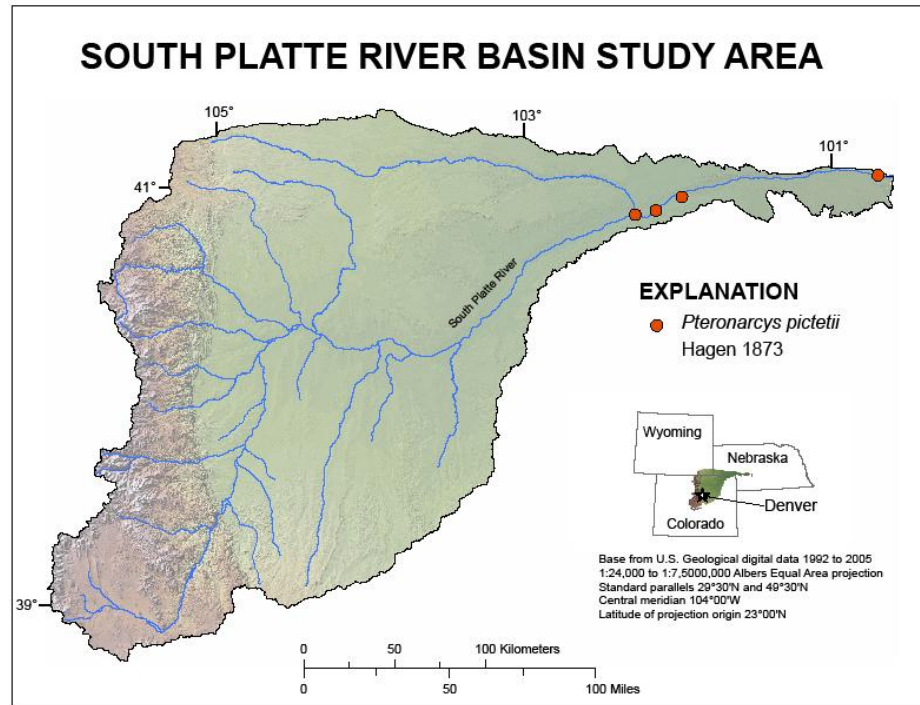 SOUTH PLATTE RIVER BASIN STUDY AREA
105°
103°
101°
41°
South Platte River
EXPLANATION
Pteronarcys pictetii
Hagen 1873
Wyoming
Nebraska
Denver
Colorado
Base from U.S. Geological digital data 1992 to 2005
1:24,000 to 1:7,5000,000 Albers Equal Area projection
Standard parallels 29°30'N and 49°30'N
Central meridian 104°00'W
Latitude of projection origin 23°00'N
39°
0 50 100 Kilometers
0 50 100 Miles